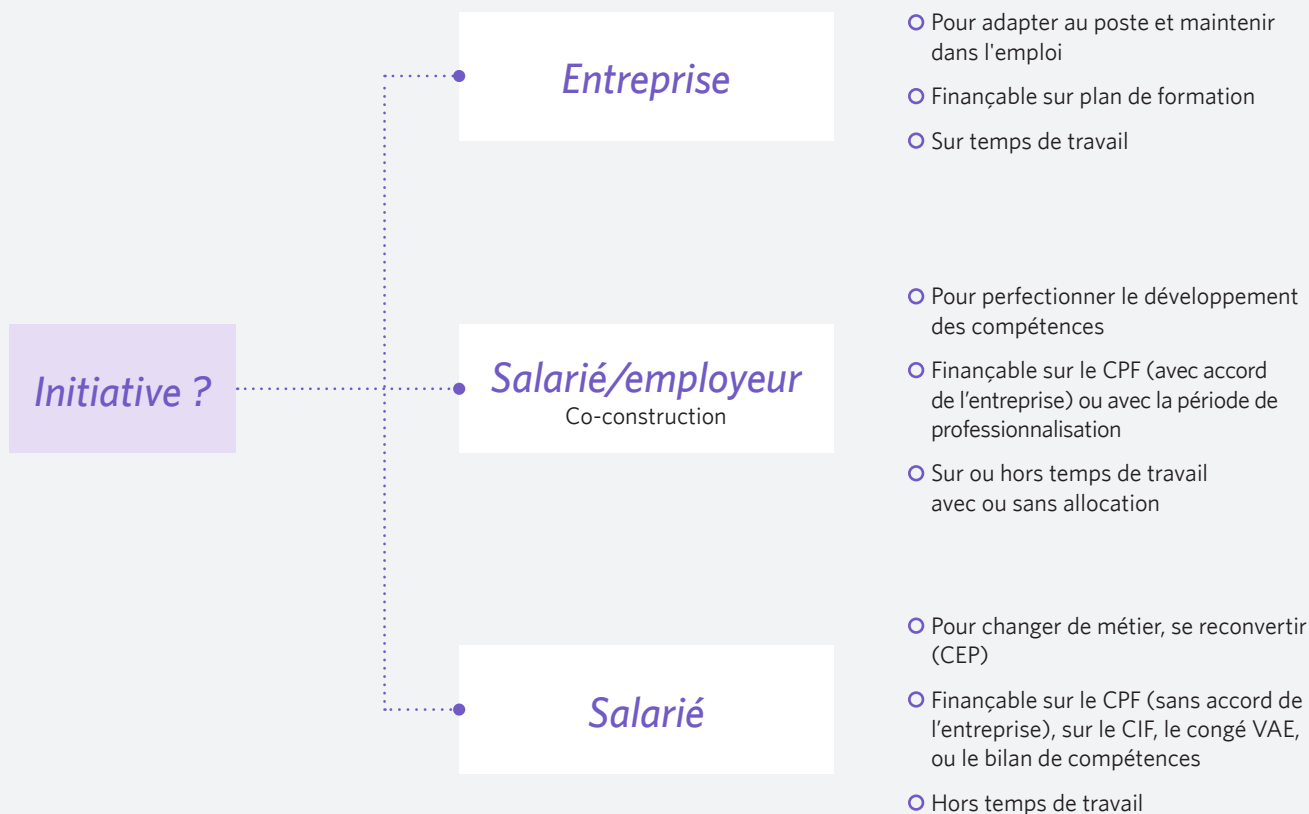 Initiative ?
Entreprise
Pour adapter au poste et maintenir
dans l'emploi
Finançable sur plan de formation
Sur temps de travail
Salarié/employeur
Co-construction
Pour perfectionner le développement
des compétences
Finançable sur le CPF (avec accord
de l’entreprise) ou avec la période de
professionnalisation
Sur ou hors temps de travail
avec ou sans allocation
Salarié
Pour changer de métier, se reconvertir
(CEP)
Finançable sur le CPF (sans accord de
l’entreprise), sur le CIF, le congé VAE,
ou le bilan de compétences
Hors temps de travail